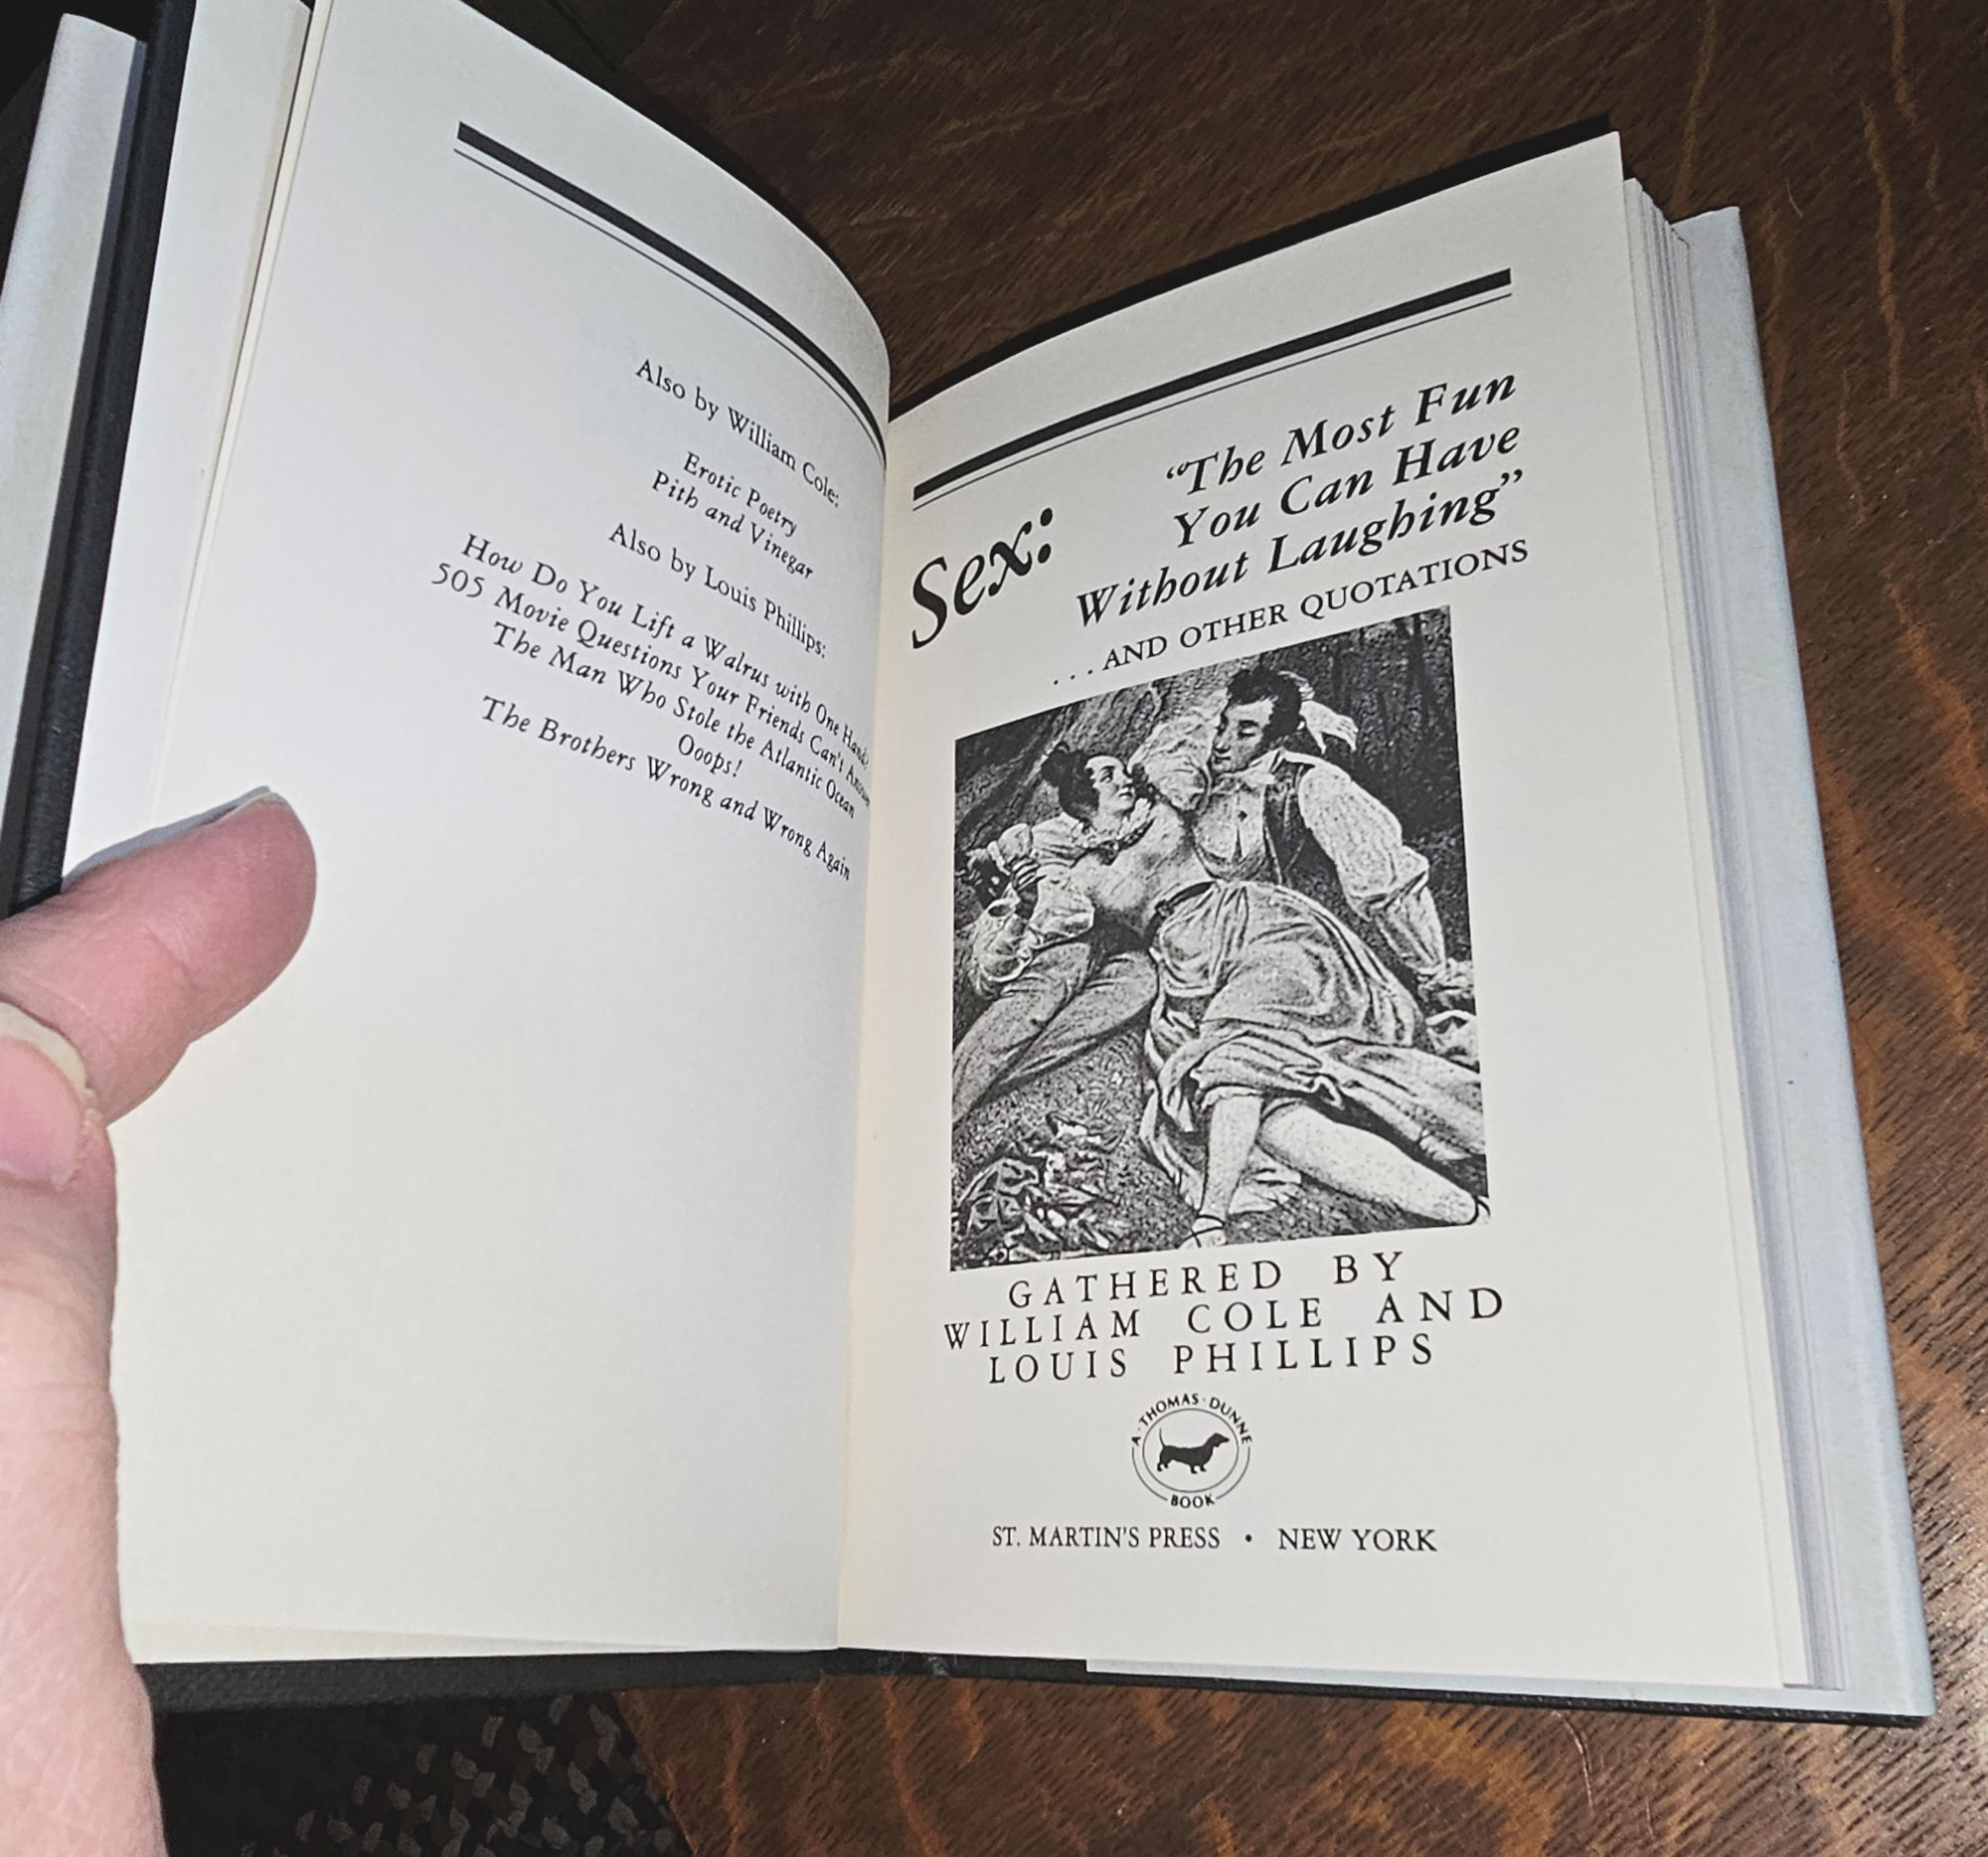 Also by William Cole:
Erotic Poetry
Pith and Vinegar
Also by Louis Phillips:
How Do You Lift a Walrus with One Hand?
505 Movie Questions Your Friends Can't
The Man Who Stole the Atlantic Ocean
Ooops!
The Brothers Wrong and Wrong Again
Sex:
“The Most Fun
You Can Have
Without Laughing”
...AND OTHER QUOTATIONS
GATHERED BY
WILLIAM COLE AND
LOUIS PHILLIPS
A · THOMAS · DUNNE
BOOK
ST. MARTIN'S PRESS • NEW YORK